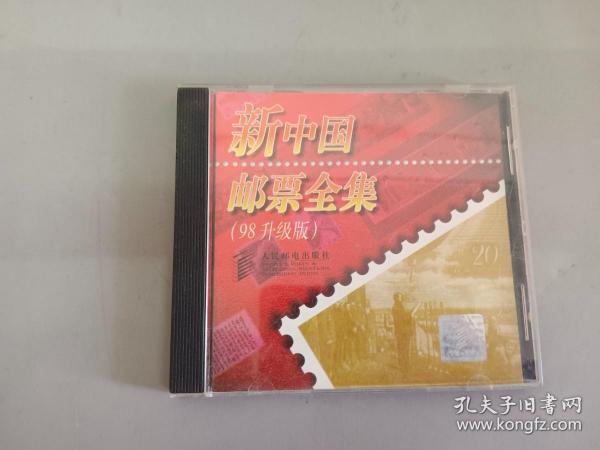 新中国
邮票全集
(98升级版)
人民邮电出版社
20
孔夫子旧书网
www.kongfz.com